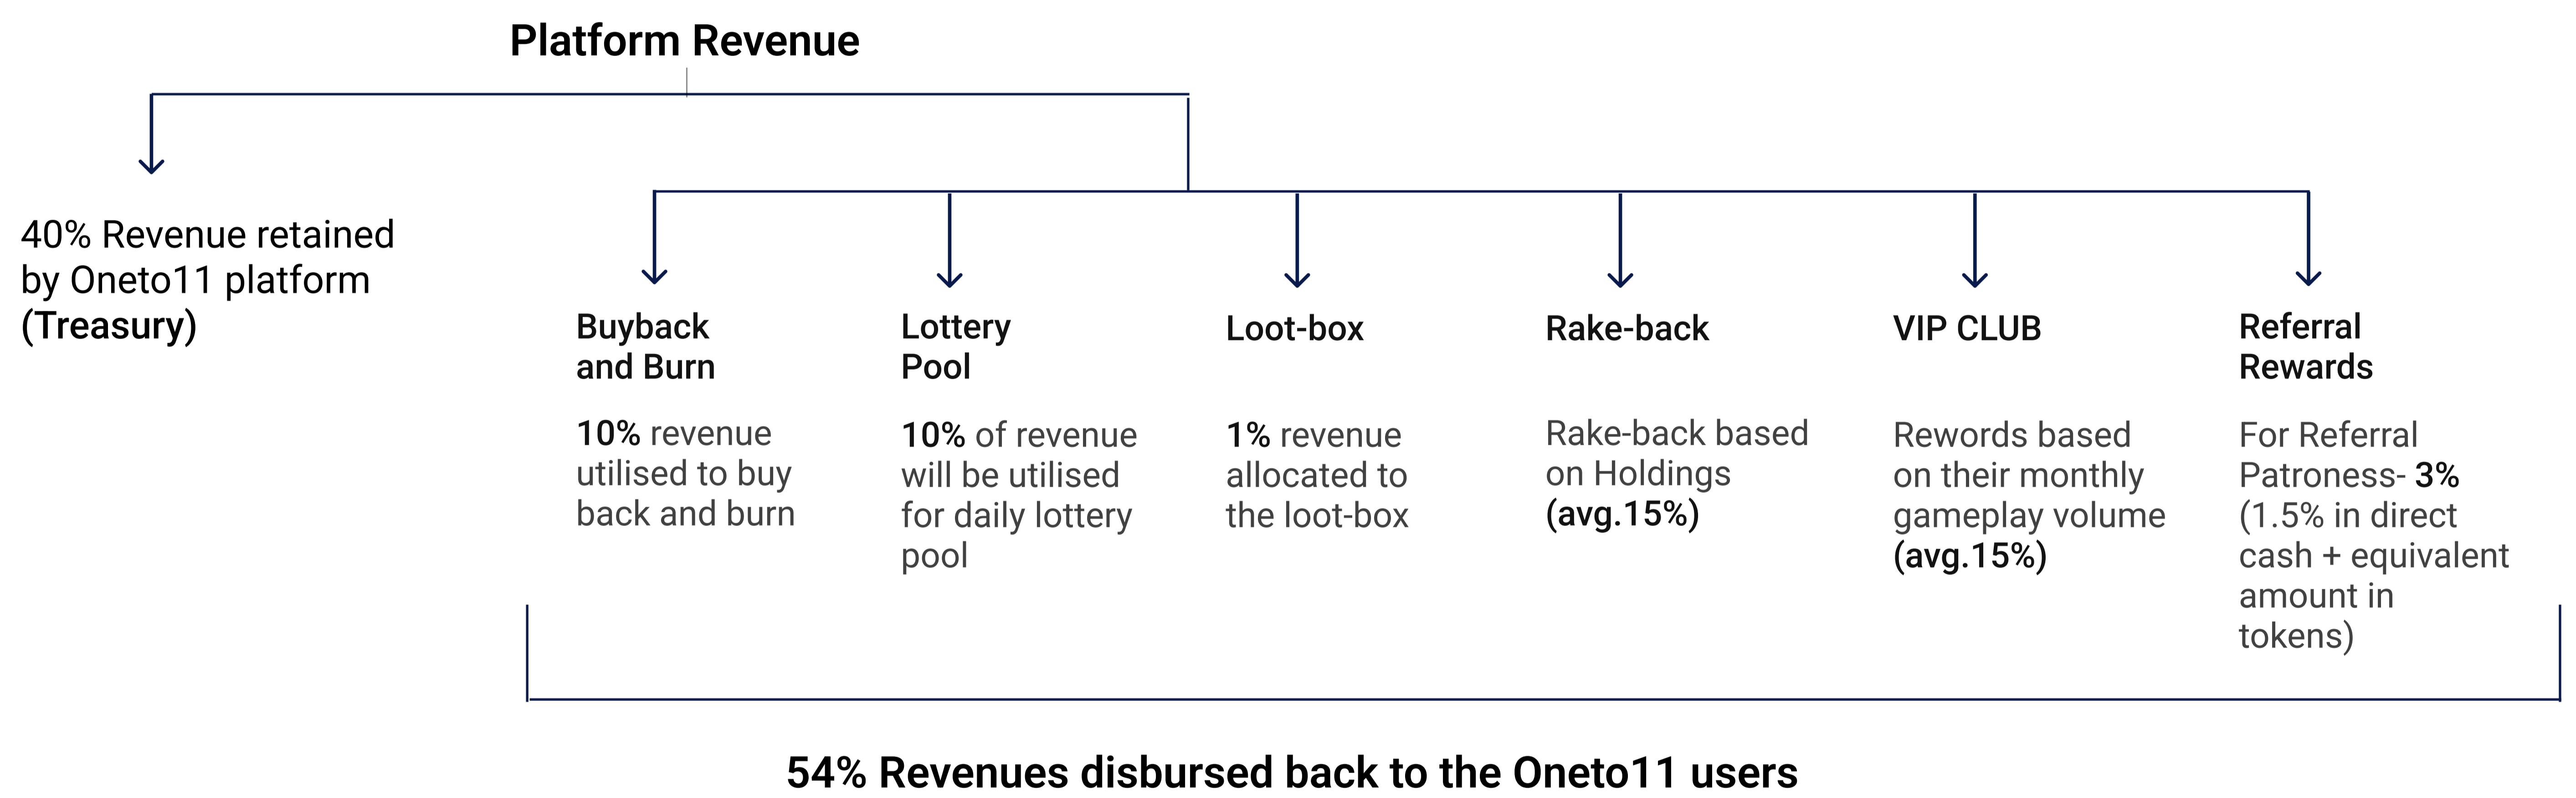 Platform Revenue
40% Revenue retained
by Oneto11 platform
(Treasury)
Buyback
and Burn
10% revenue
utilised to buy
back and burn
Lottery
Pool
10% of revenue
will be utilised
for daily lottery
pool
Loot-box
1% revenue
allocated to
the loot-box
Rake-back
Rake-back based
on Holdings
(avg.15%)
VIP CLUB
Rewords based
on their monthly
gameplay volume
(avg.15%)
Referral
Rewards
For Referral
Patroness- 3%
(1.5% in direct
cash + equivalent
amount in
tokens)
54% Revenues disbursed back to the Oneto11 users